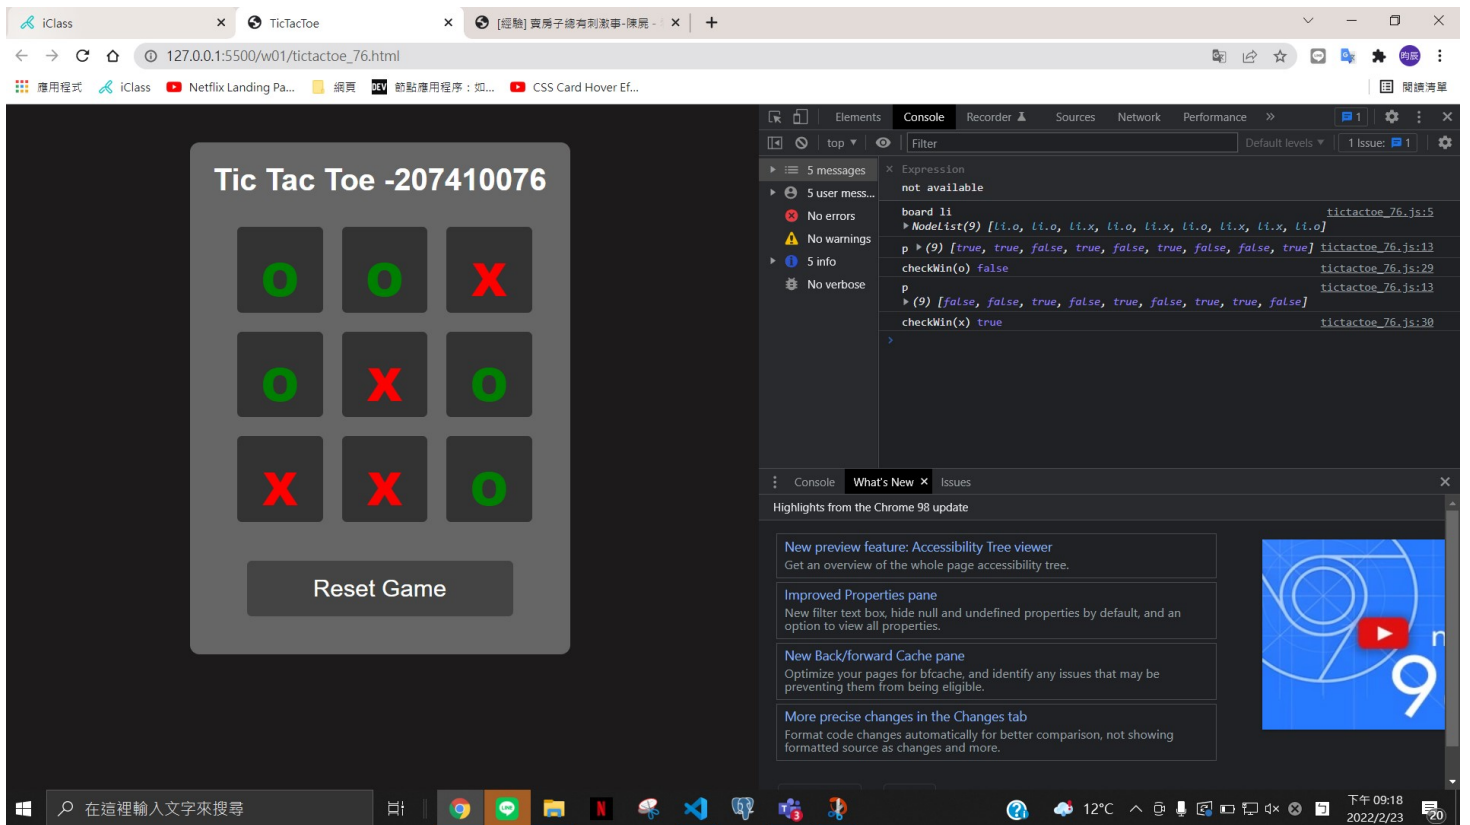 iClass
TicTacToe
[經驗] 賣房子總有刺激事-陳屍 -
127.0.0.1:5500/w01/tictactoe_76.html
昀辰
應用程式
iClass
Netflix Landing Pa...
網頁
DEV
節點應用程序：如...
CSS Card Hover Ef...
閱讀清單
Tic Tac Toe -207410076
o o x
o x o
x x o
Reset Game
Elements Console Recorder Sources Network Performance » 1
top Filter Default levels 1 Issue: 1
5 messages
5 user mess...
No errors
No warnings
5 info
No verbose
Expression
not available
board li tictactoe_76.js:5
NodeList(9) [li.o, li.o, li.x, li.o, li.x, li.o, li.x, li.x, li.o]
p (9) [true, true, false, true, false, true, false, false, true] tictactoe_76.js:13
checkWin(o) false tictactoe_76.js:29
p tictactoe_76.js:13
(9) [false, false, true, false, true, false, true, true, false]
checkWin(x) true tictactoe_76.js:30
Console What's New Issues
Highlights from the Chrome 98 update
New preview feature: Accessibility Tree viewer
Get an overview of the whole page accessibility tree.
Improved Properties pane
New filter text box, hide null and undefined properties by default, and an
option to view all properties.
New Back/forward Cache pane
Optimize your pages for bfcache, and identify any issues that may be
preventing them from being eligible.
More precise changes in the Changes tab
Format code changes automatically for better comparison, not showing
formatted source as changes and more.
在這裡輸入文字來搜尋
12°C
下午 09:18
2022/2/23
20